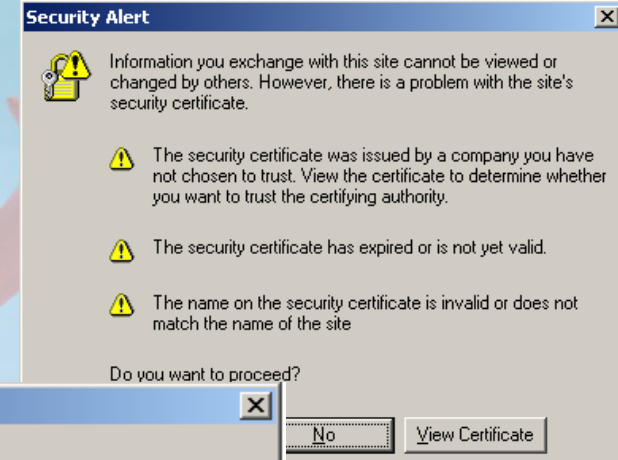 Security Alert
Information you exchange with this site cannot be viewed or
changed by others. However, there is a problem with the site's
security certificate.
The security certificate was issued by a company you have
not chosen to trust. View the certificate to determine whether
you want to trust the certifying authority.
The security certificate has expired or is not yet valid.
The name on the security certificate is invalid or does not
match the name of the site
Do you want to proceed?
No View Certificate